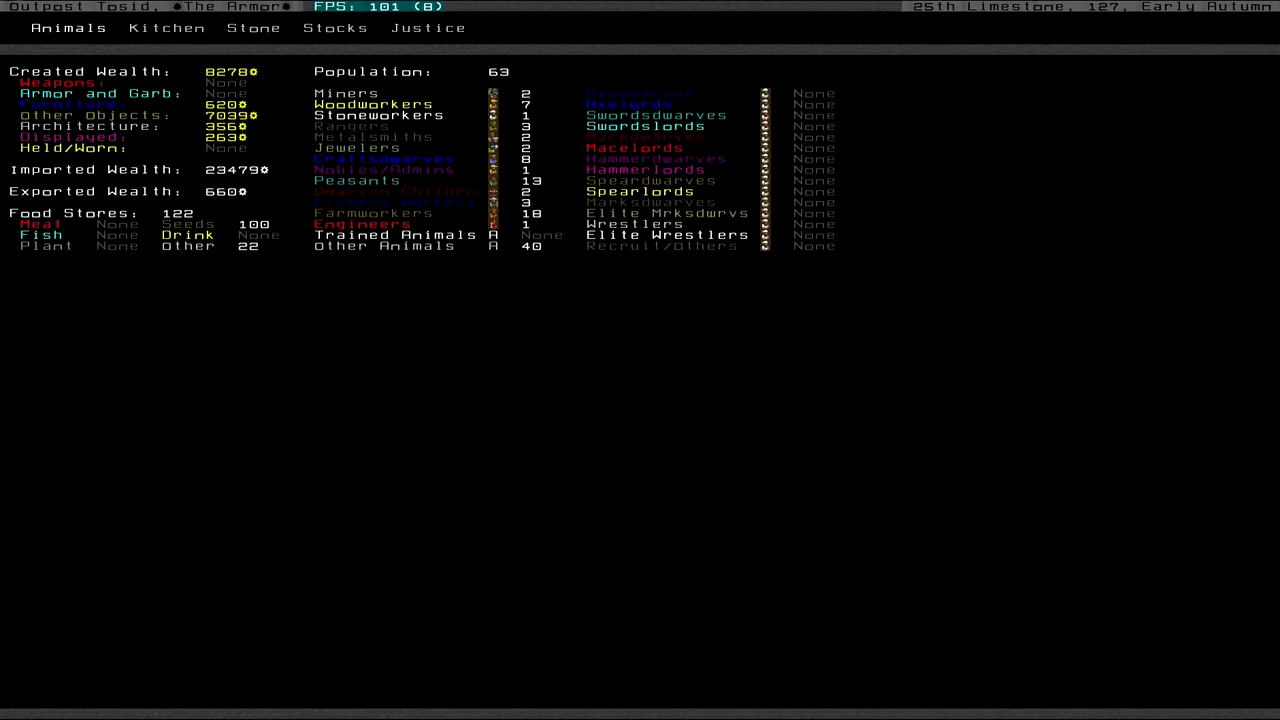 Outpost Tosid, *The Armor* FPS: 101 (8) 25th Limestone, 127, Early Autumn
Animals Kitchen Stone Stocks Justice
Created Wealth: 8278☼ Population: 63
Weapons: None
Armor and Garb: None Miners 2 None
Furniture: 620☼ Woodworkers 7 Axelords None
Other Objects: 7039☼ Stoneworkers 1 Swordsdwarves None
Architecture: 356☼ Rangers 3 Swordslords None
Displayed: 263☼ Metalsmiths 2 Macedwarves None
Held/Worn: None Jewelers 2 Macelords None
Craftsdwarves 8 Hammerdwarves None
Imported Wealth: 23479☼ Nobles/Admins 1 Hammerlords None
Peasants 13 Speardwarves None
Exported Wealth: 660☼ Dwarven Children 2 Spearlords None
Fishery Workers 3 Marksdwarves None
Food Stores: 122 Farmworkers 18 Elite Mrksdwrvs None
Meat None Seeds 100 Engineers 1 Wrestlers None
Fish None Drink None Trained Animals A None Elite Wrestlers None
Plant None Other 22 Other Animals A 40 Recruit/Others None